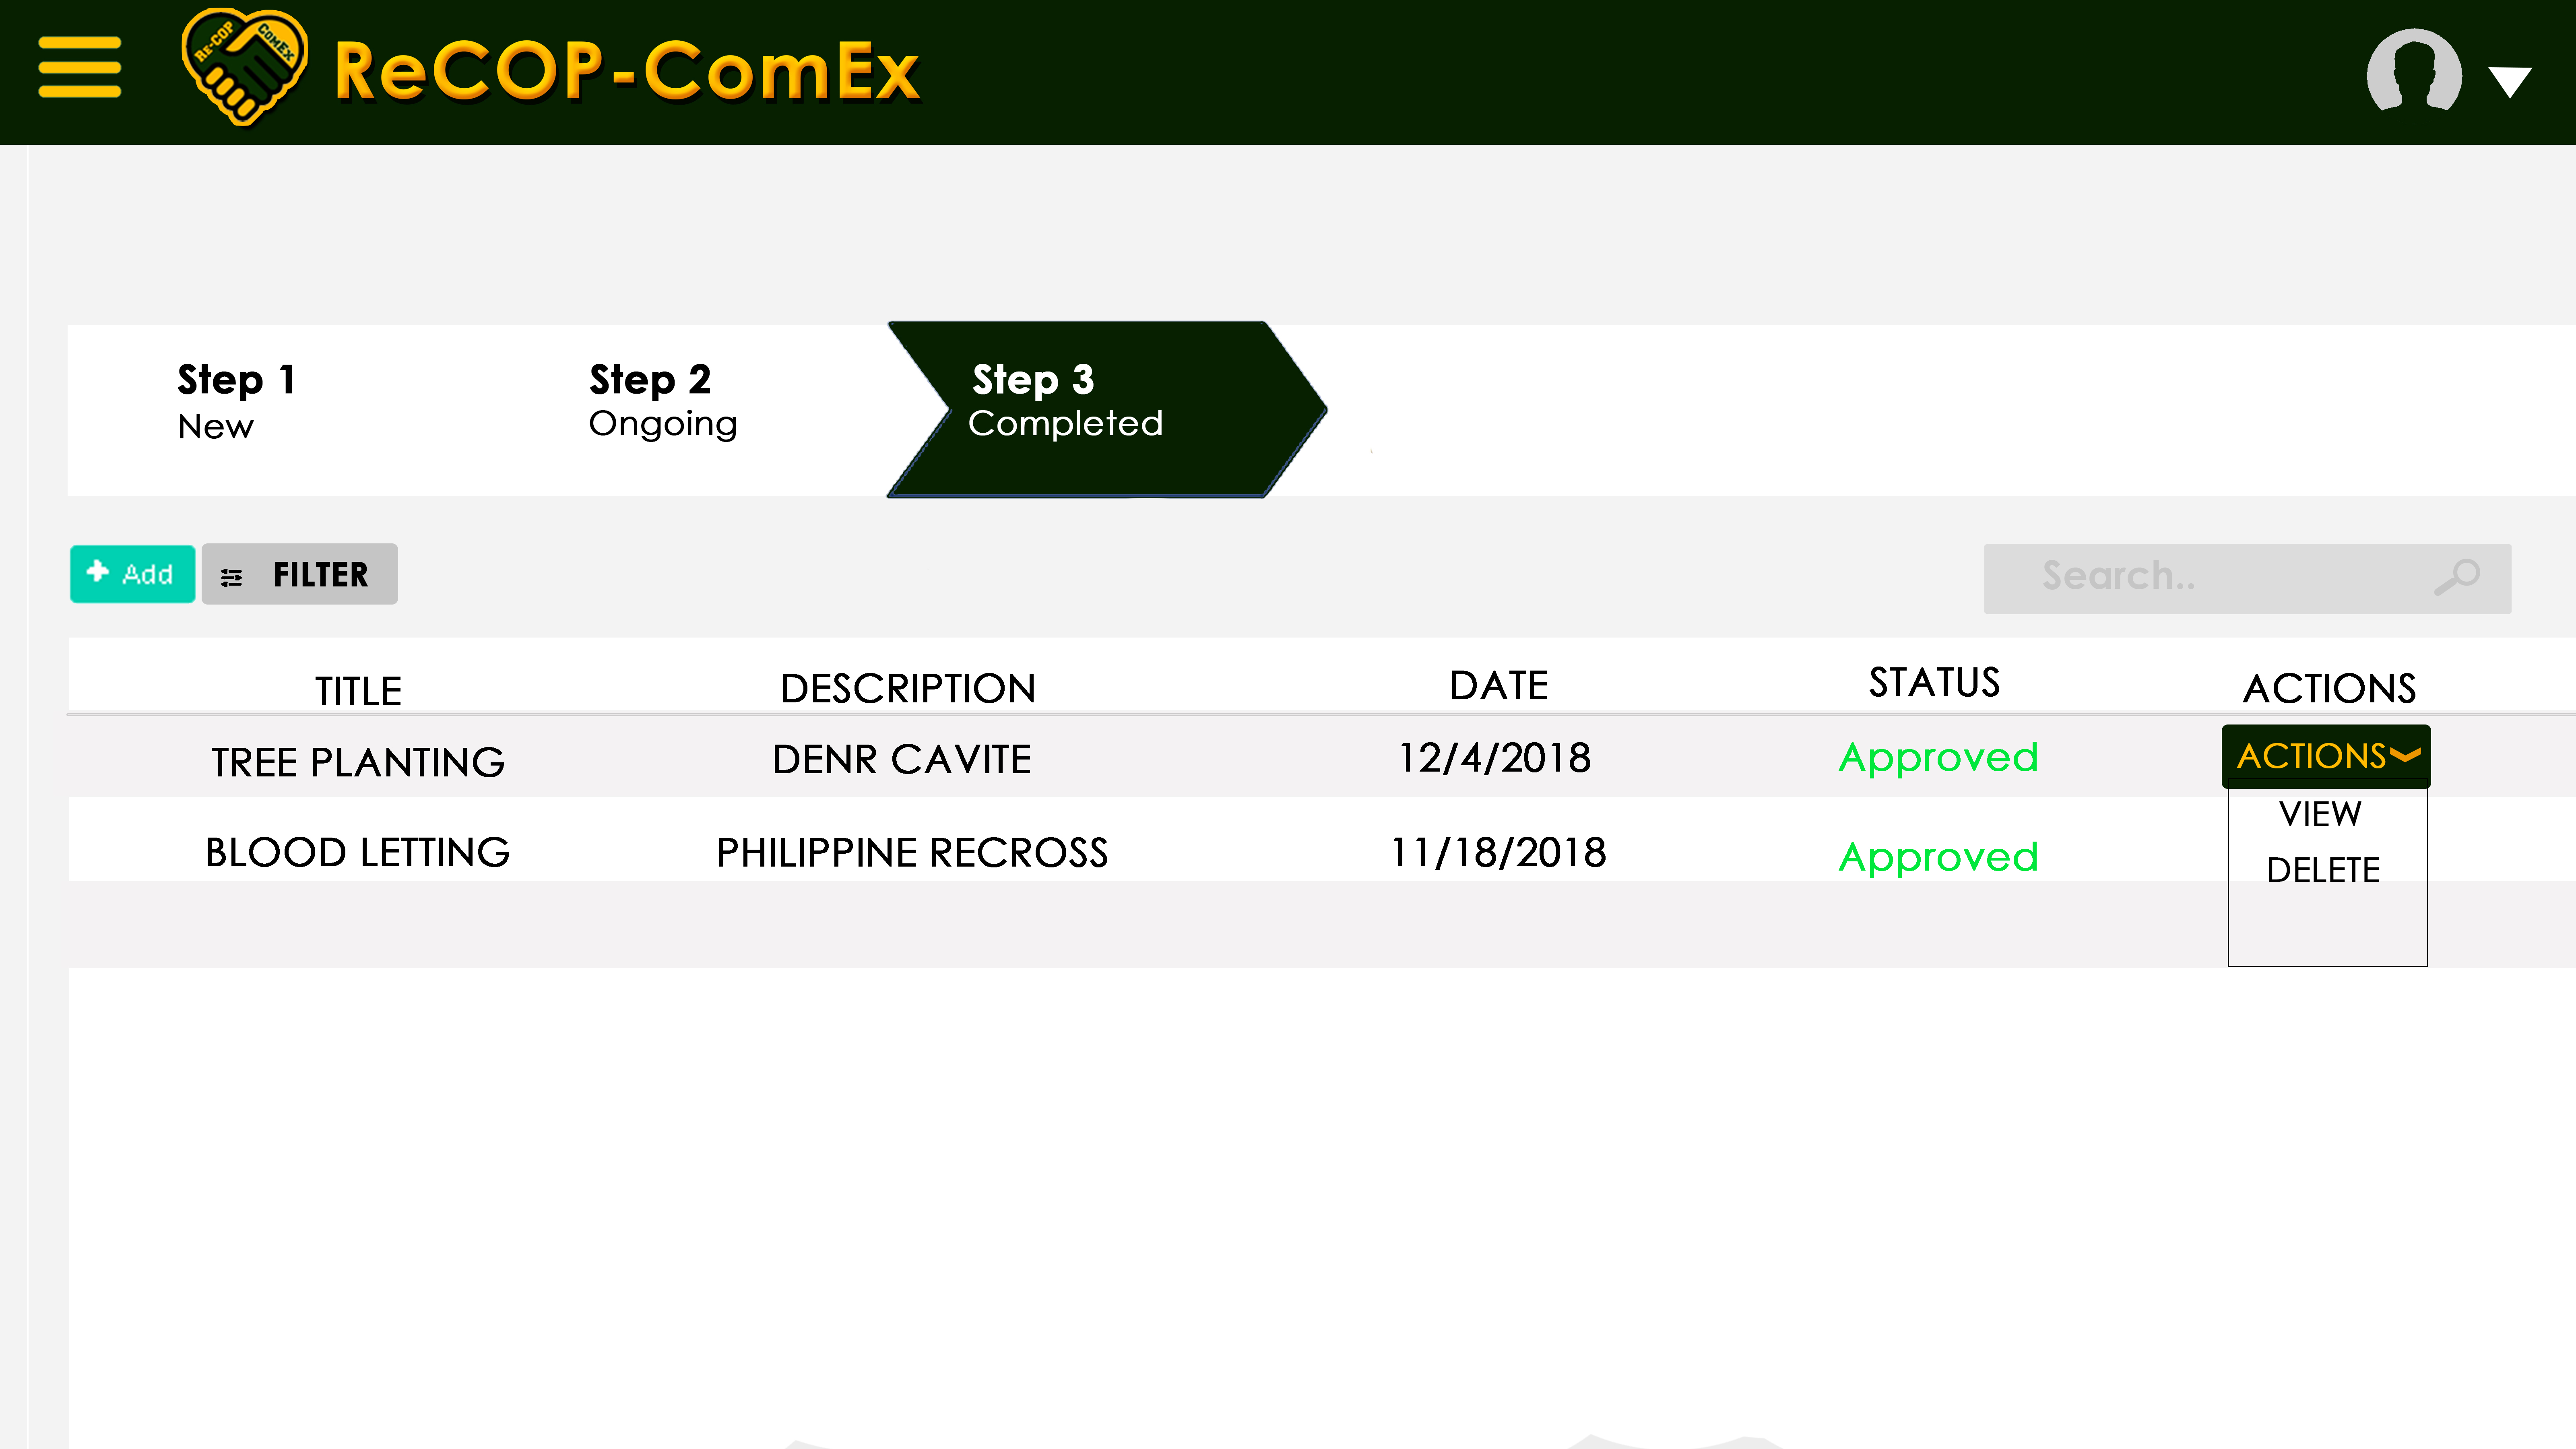 Re-COP ComEx
ReCOP-ComEx
Step 1
New
Step 2
Ongoing
Step 3
Completed
Add
FILTER
Search..
TITLE DESCRIPTION DATE STATUS ACTIONS
TREE PLANTING DENR CAVITE 12/4/2018 Approved ACTIONS
VIEW
BLOOD LETTING PHILIPPINE RECROSS 11/18/2018 Approved
DELETE